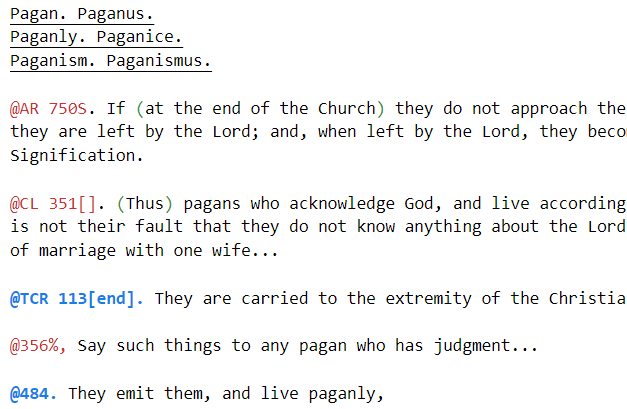 Pagan. Paganus.
Paganly. Paganice.
Paganism. Paganismus.
@AR 750S. If (at the end of the Church) they do not approach the
they are left by the Lord; and, when left by the Lord, they beco
Signification.
@CL 351[]. (Thus) pagans who acknowledge God, and live according
is not their fault that they do not know anything about the Lord
of marriage with one wife...
@TCR 113[end]. They are carried to the extremity of the Christia
@356%, Say such things to any pagan who has judgment...
@484. They emit them, and live paganly,